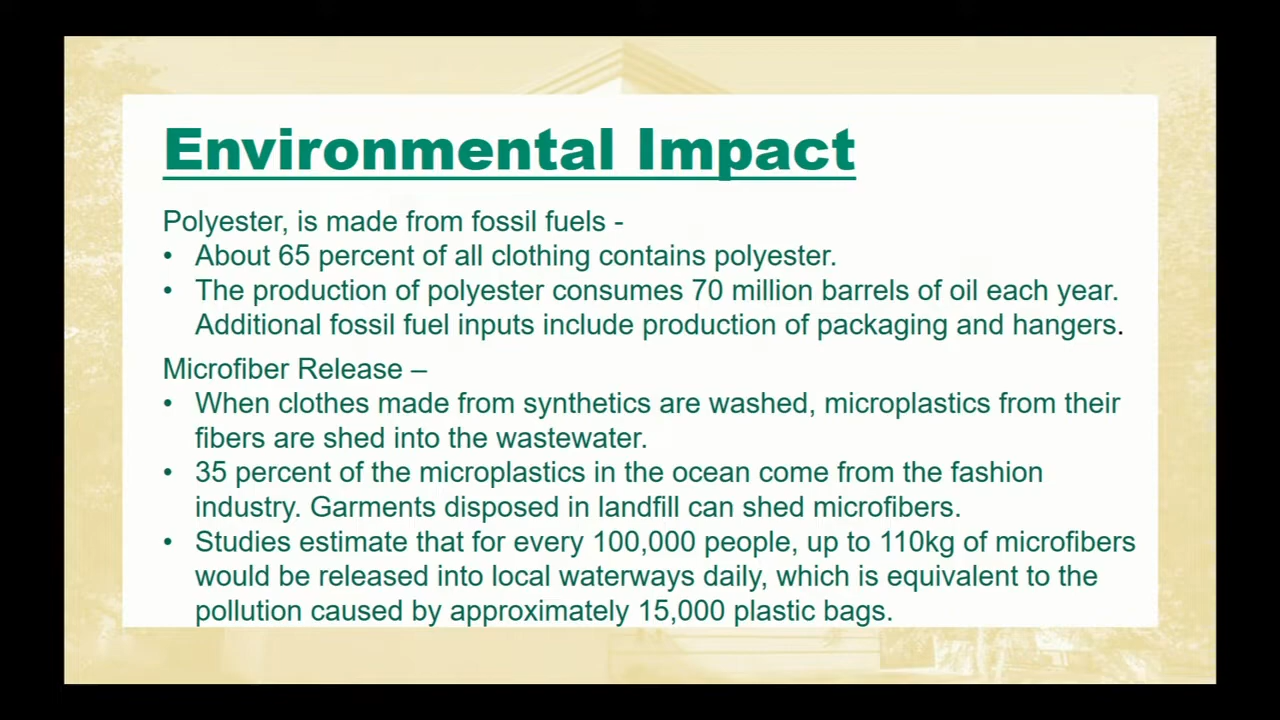 Environmental Impact
Polyester, is made from fossil fuels -
• About 65 percent of all clothing contains polyester.
• The production of polyester consumes 70 million barrels of oil each year.
Additional fossil fuel inputs include production of packaging and hangers.
Microfiber Release –
• When clothes made from synthetics are washed, microplastics from their
fibers are shed into the wastewater.
• 35 percent of the microplastics in the ocean come from the fashion
industry. Garments disposed in landfill can shed microfibers.
• Studies estimate that for every 100,000 people, up to 110kg of microfibers
would be released into local waterways daily, which is equivalent to the
pollution caused by approximately 15,000 plastic bags.